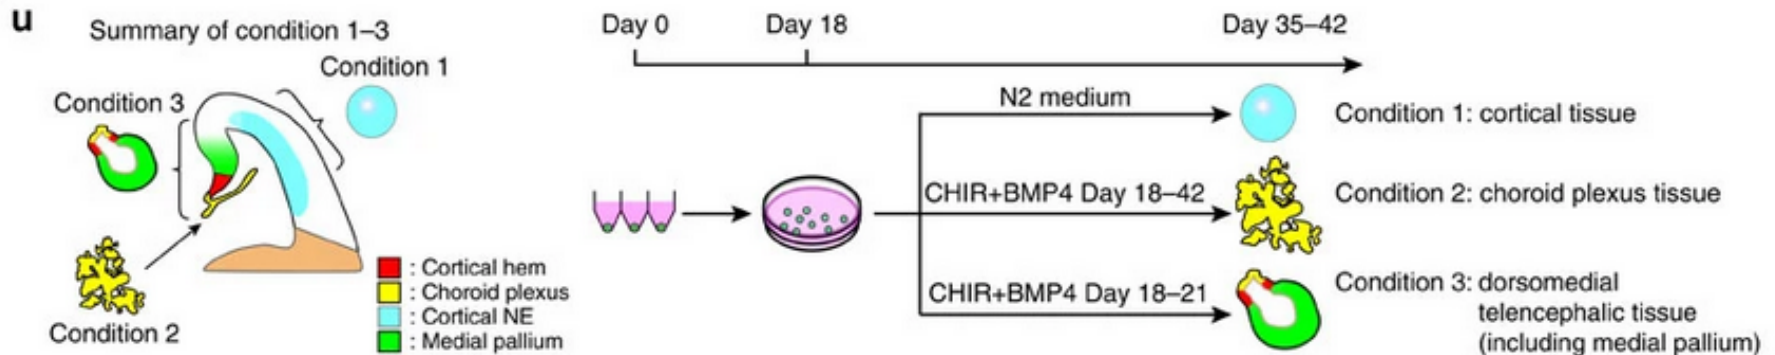 u
Summary of condition 1–3
Condition 1
Condition 3
Condition 2
: Cortical hem
: Choroid plexus
: Cortical NE
: Medial pallium
Day 0
Day 18
Day 35–42
N2 medium
Condition 1: cortical tissue
CHIR+BMP4 Day 18–42
Condition 2: choroid plexus tissue
CHIR+BMP4 Day 18–21
Condition 3: dorsomedial
telencephalic tissue
(including medial pallium)